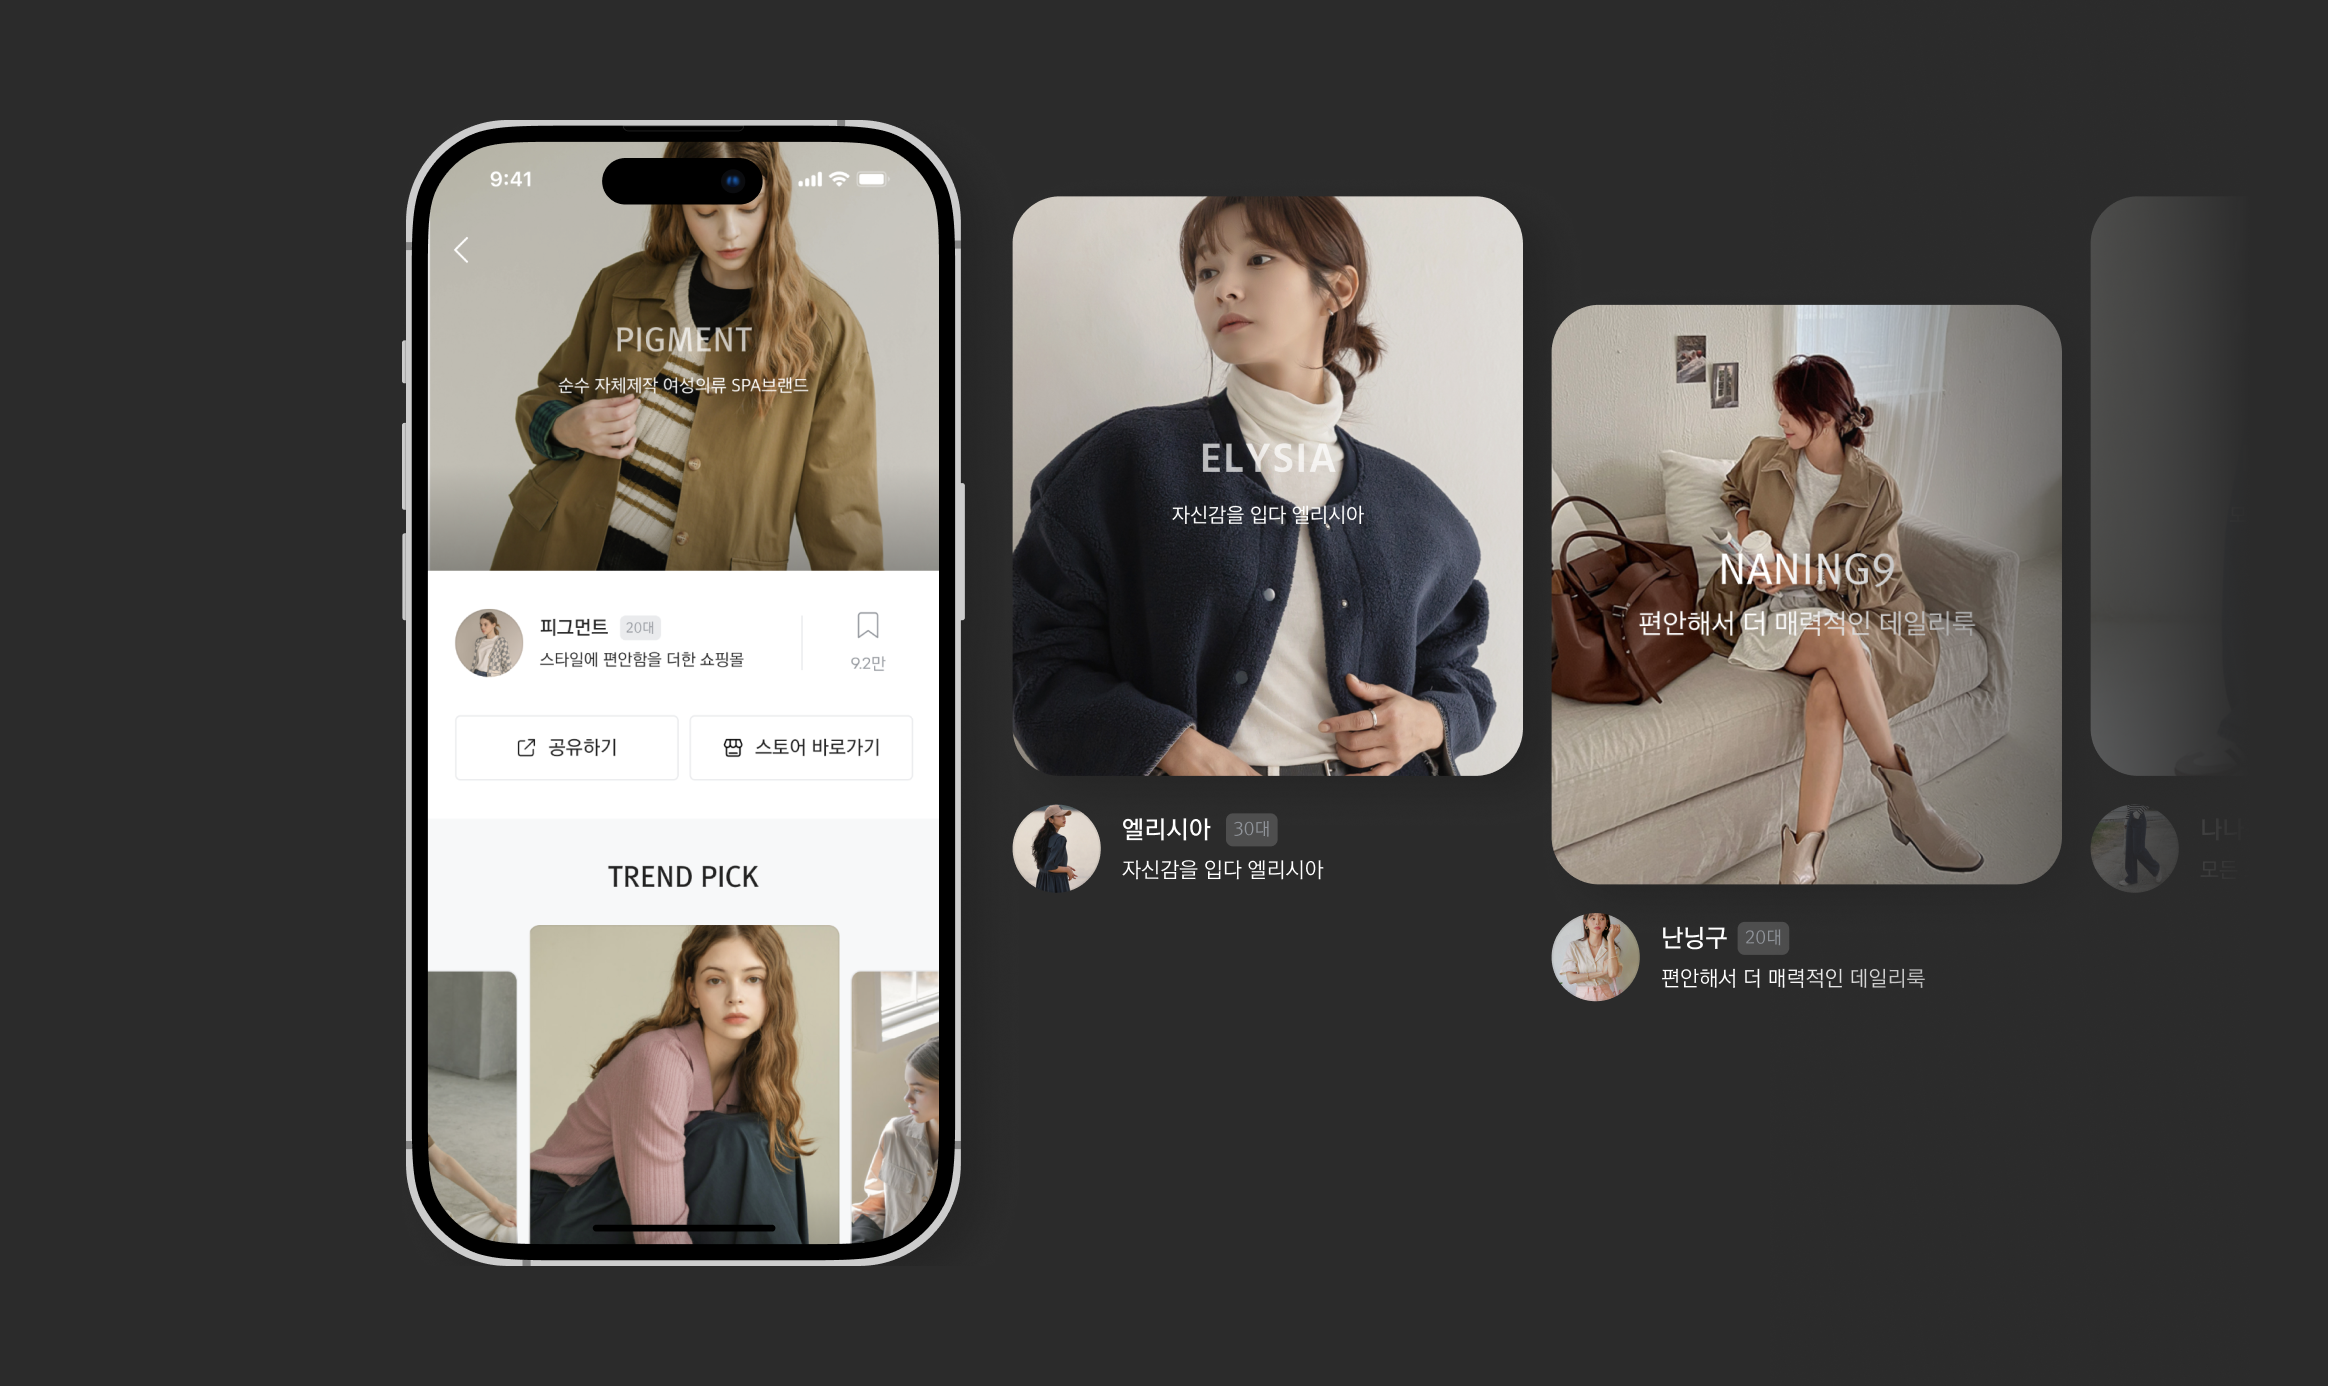 9:41
PIGMENT
순수 자체제작 여성의류 SPA브랜드
피그먼트 20대
스타일에 편안함을 더한 쇼핑몰
9.2만
공유하기
스토어 바로가기
TREND PICK
ELYSIA
자신감을 입다 엘리시아
엘리시아 30대
자신감을 입다 엘리시아
NANING9
편안해서 더 매력적인 데일리룩
난닝구 20대
편안해서 더 매력적인 데일리룩
나니
모든